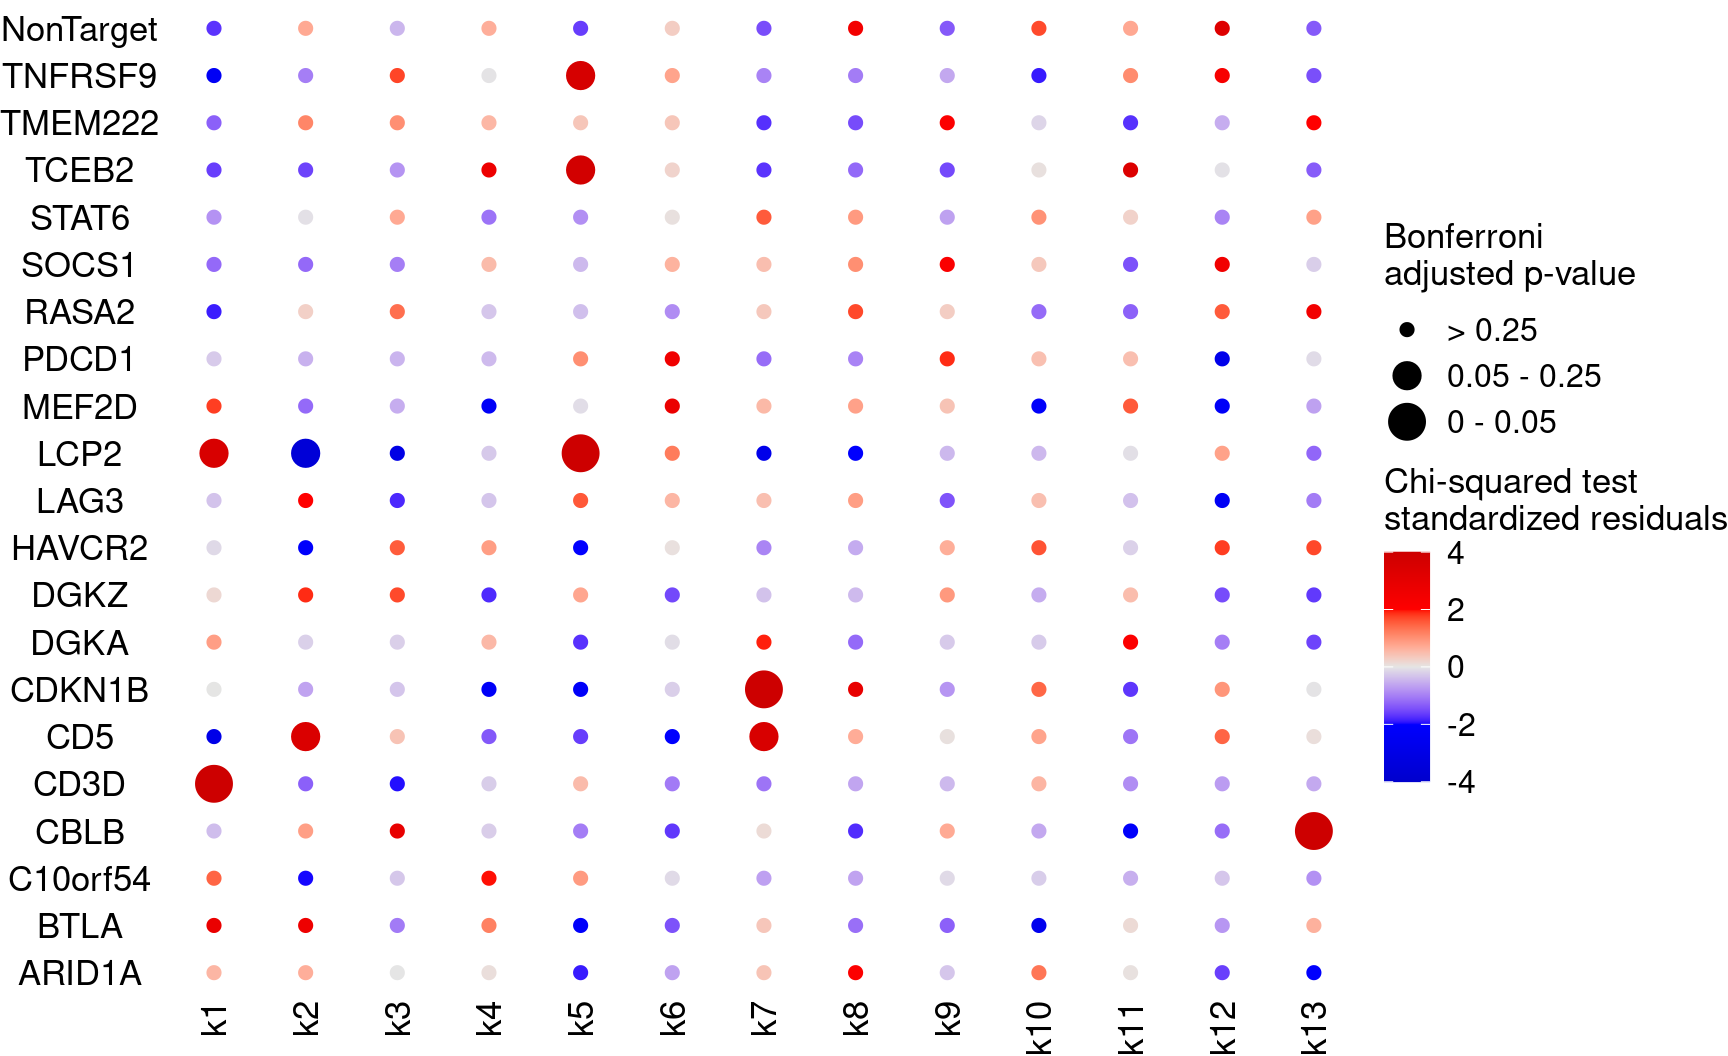 NonTarget
TNFRSF9
TMEM222
TCEB2
STAT6
SOCS1
RASA2
PDCD1
MEF2D
LCP2
LAG3
HAVCR2
DGKZ
DGKA
CDKN1B
CD5
CD3D
CBLB
C10orf54
BTLA
ARID1A
k1 k2 k3 k4 k5 k6 k7 k8 k9 k10 k11 k12 k13
Bonferroni
adjusted p-value
> 0.25
0.05 - 0.25
0 - 0.05
Chi-squared test
standardized residuals
4
2
0
-2
-4